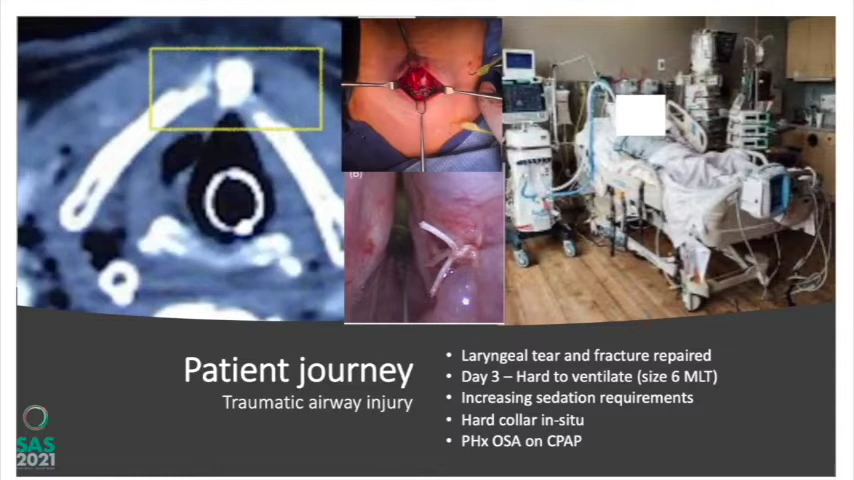 (B)
Patient journey
Traumatic airway injury
• Laryngeal tear and fracture repaired
• Day 3 – Hard to ventilate (size 6 MLT)
• Increasing sedation requirements
• Hard collar in-situ
• PHx OSA on CPAP
SAS
2021